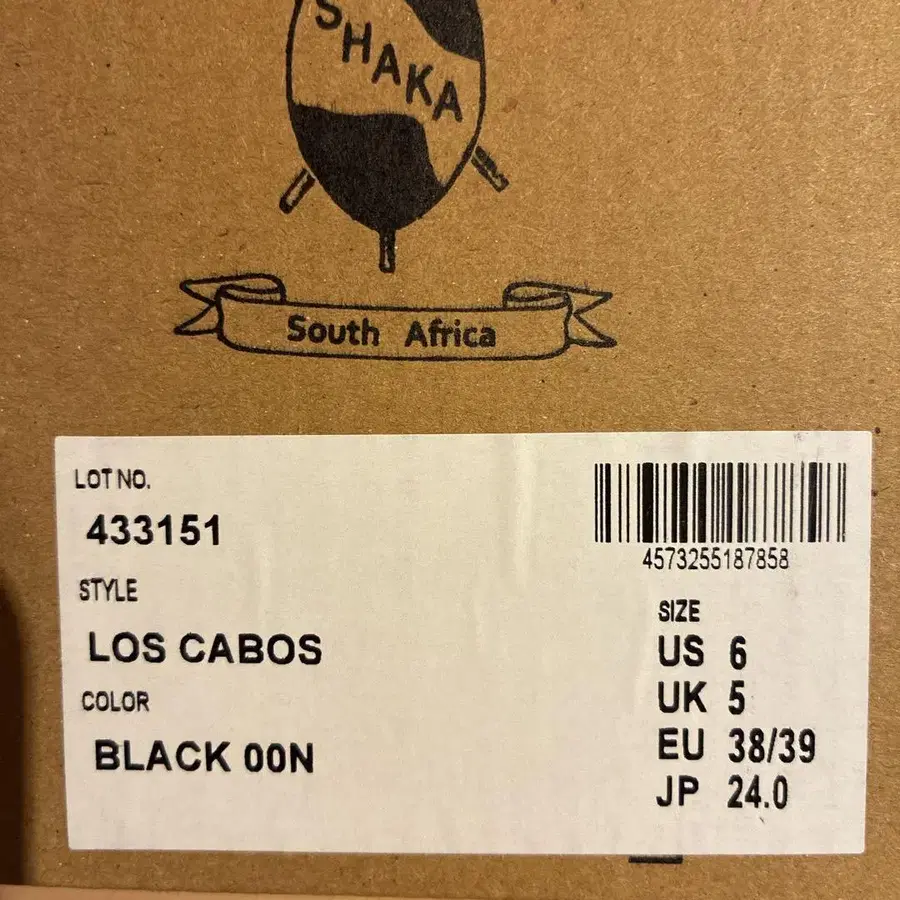 SHAKA
South Africa
LOT NO.
433151
4573255187858
STYLE
LOS CABOS
COLOR
BLACK 00N
SIZE
US 6
UK 5
EU 38/39
JP 24.0